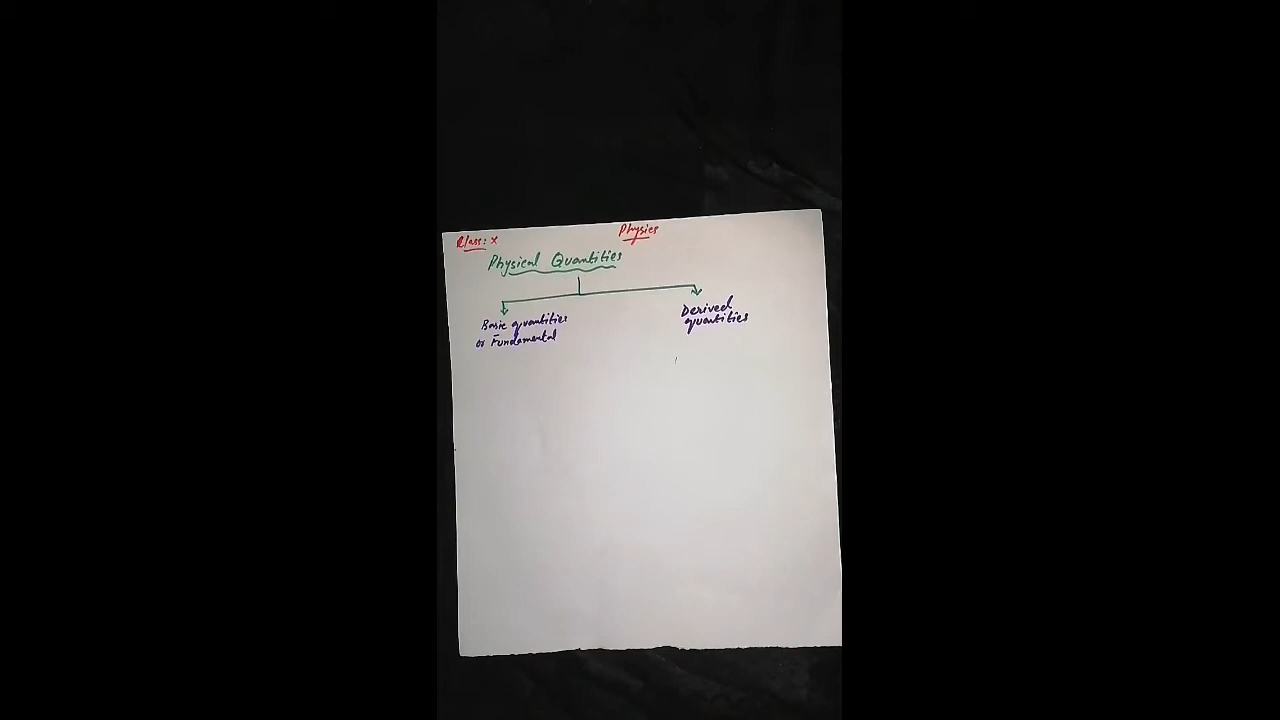 Class: X
Physics
Physical Quantities
Basic quantities
or Fundamental
Derived
quantities